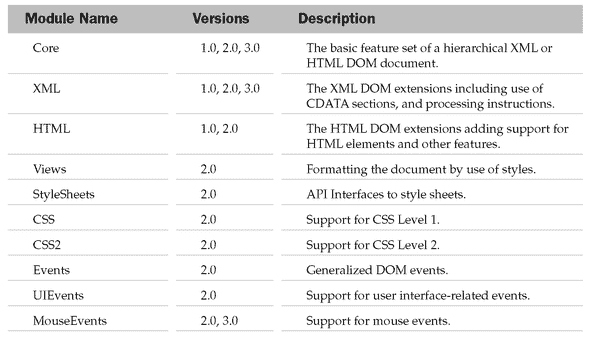 Module Name Versions Description
Core 1.0, 2.0, 3.0 The basic feature set of a hierarchical XML or
HTML DOM document.
XML 1.0, 2.0, 3.0 The XML DOM extensions including use of
CDATA sections, and processing instructions.
HTML 1.0, 2.0 The HTML DOM extensions adding support for
HTML elements and other features.
Views 2.0 Formatting the document by use of styles.
StyleSheets 2.0 API Interfaces to style sheets.
CSS 2.0 Support for CSS Level 1.
CSS2 2.0 Support for CSS Level 2.
Events 2.0 Generalized DOM events.
UIEvents 2.0 Support for user interface-related events.
MouseEvents 2.0, 3.0 Support for mouse events.